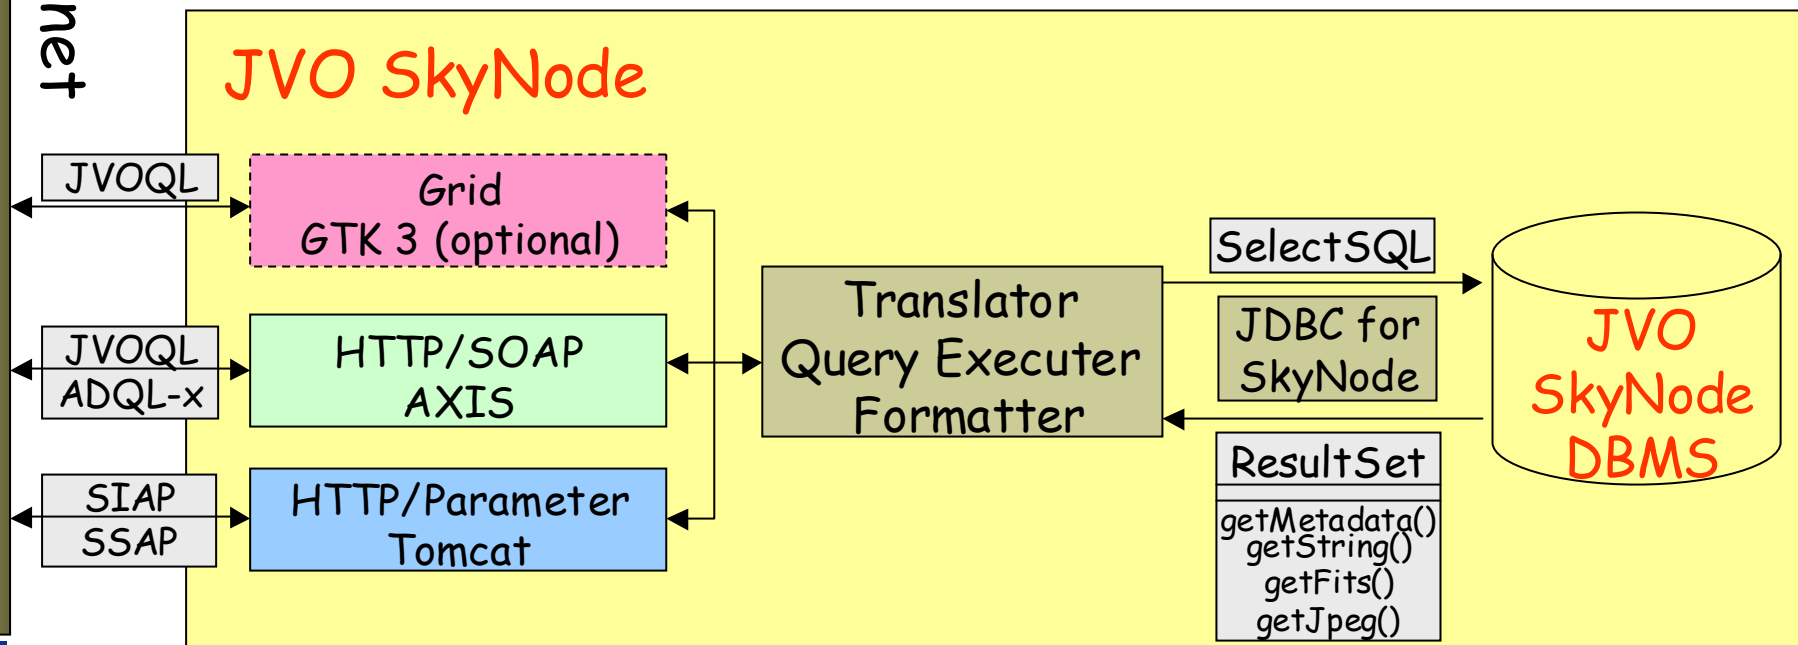 net
JVO SkyNode
JVOQL
Grid
GTK 3 (optional)
JVOQL
ADQL-x
HTTP/SOAP
AXIS
SIAP
SSAP
HTTP/Parameter
Tomcat
Translator
Query Executer
Formatter
SelectSQL
JDBC for
SkyNode
ResultSet
getMetadata()
getString()
getFits()
getJpeg()
JVO
SkyNode
DBMS